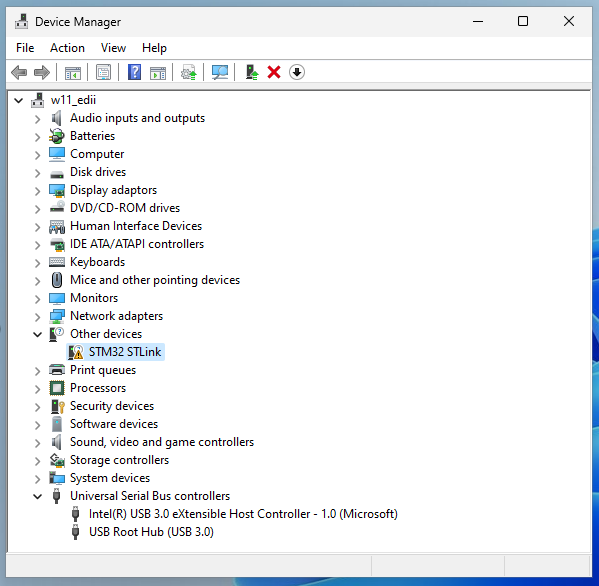 Device Manager
File Action View Help
w11_edii
Audio inputs and outputs
Batteries
Computer
Disk drives
Display adaptors
DVD/CD-ROM drives
Human Interface Devices
IDE ATA/ATAPI controllers
Keyboards
Mice and other pointing devices
Monitors
Network adapters
Other devices
STM32 STLink
Print queues
Processors
Security devices
Software devices
Sound, video and game controllers
Storage controllers
System devices
Universal Serial Bus controllers
Intel(R) USB 3.0 eXtensible Host Controller - 1.0 (Microsoft)
USB Root Hub (USB 3.0)